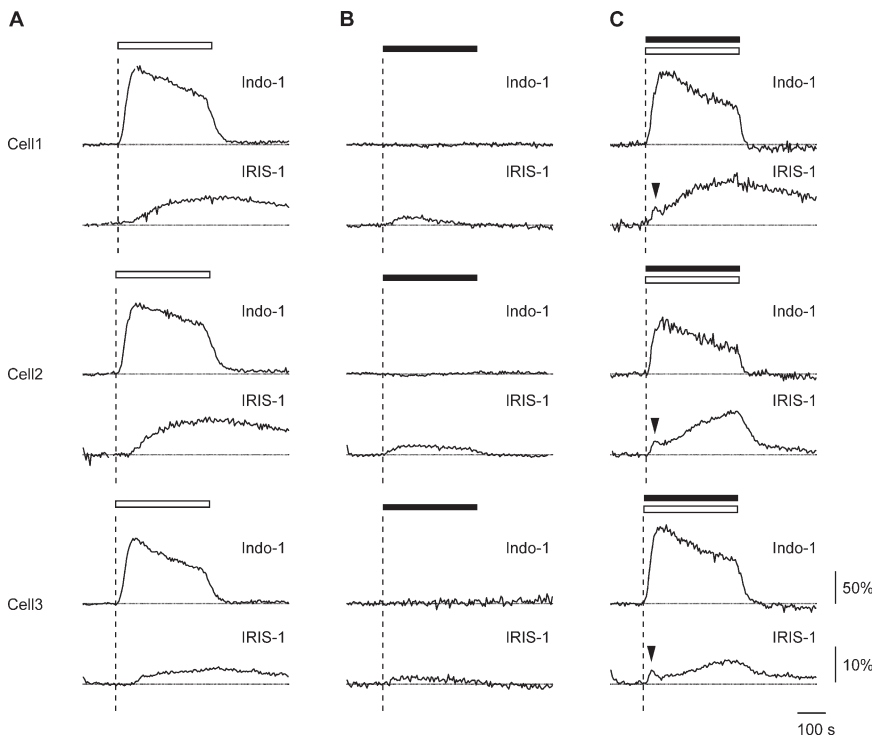 A B C
Indo-1 Indo-1 Indo-1
Cell1
IRIS-1 IRIS-1 IRIS-1
Indo-1 Indo-1 Indo-1
Cell2
IRIS-1 IRIS-1 IRIS-1
Indo-1 Indo-1 Indo-1
50%
Cell3
IRIS-1 IRIS-1 IRIS-1
10%
100 s